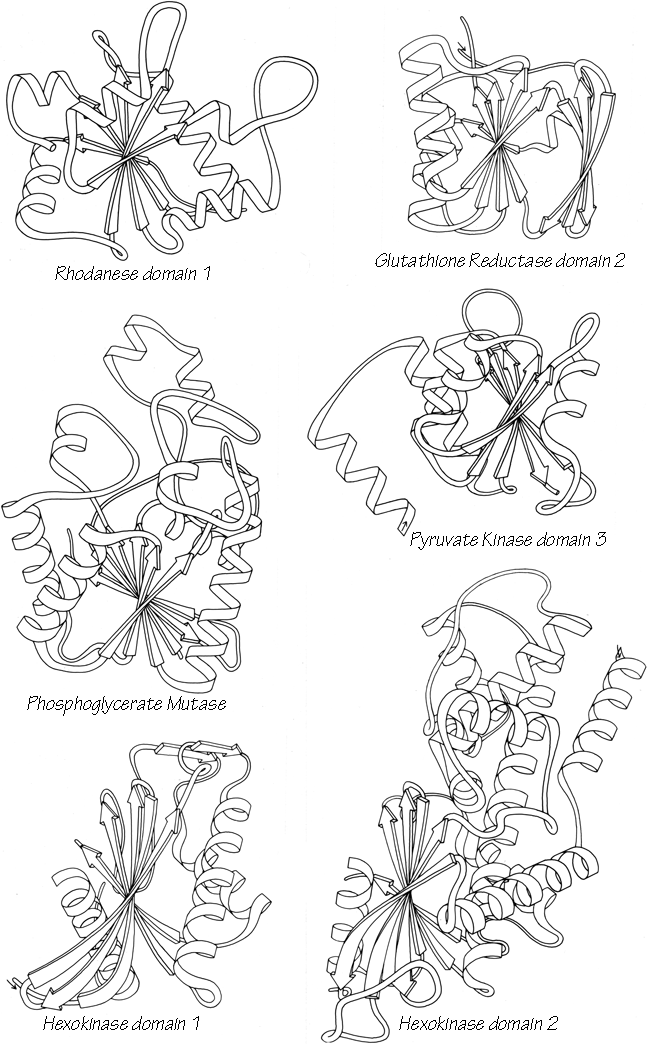 Rhodanese domain 1
Glutathione Reductase domain 2
Phosphoglycerate Mutase
Pyruvate Kinase domain 3
Hexokinase domain 1
Hexokinase domain 2